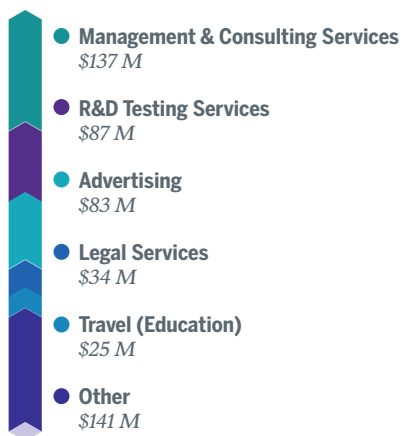 Management & Consulting Services
$137 M
R&D Testing Services
$87 M
Advertising
$83 M
Legal Services
$34 M
Travel (Education)
$25 M
Other
$141 M